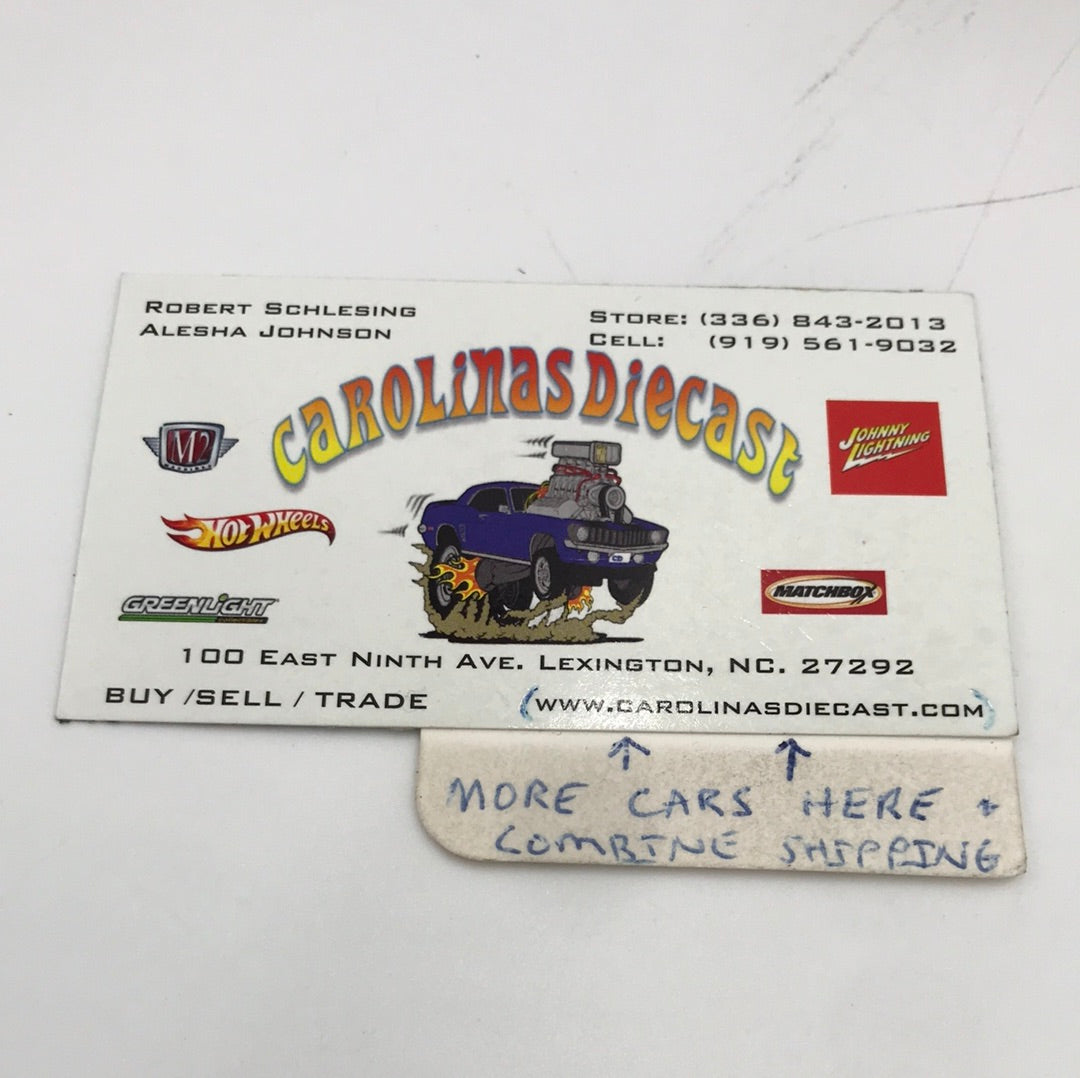 ROBERT SCHLESING
ALESHA JOHNSON
STORE: (336) 843-2013
CELL: (919) 561-9032
CAROLINAS DIECAST
M2
JOHNNY
LIGHTNING
HOT WHEELS
GREENLIGHT
collectibles
MATCHBOX
100 EAST NINTH AVE. LEXINGTON, NC. 27292
BUY /SELL / TRADE
(WWW.CAROLINASDIECAST.COM)
MORE CARS HERE +
COMBINE SHIPPING